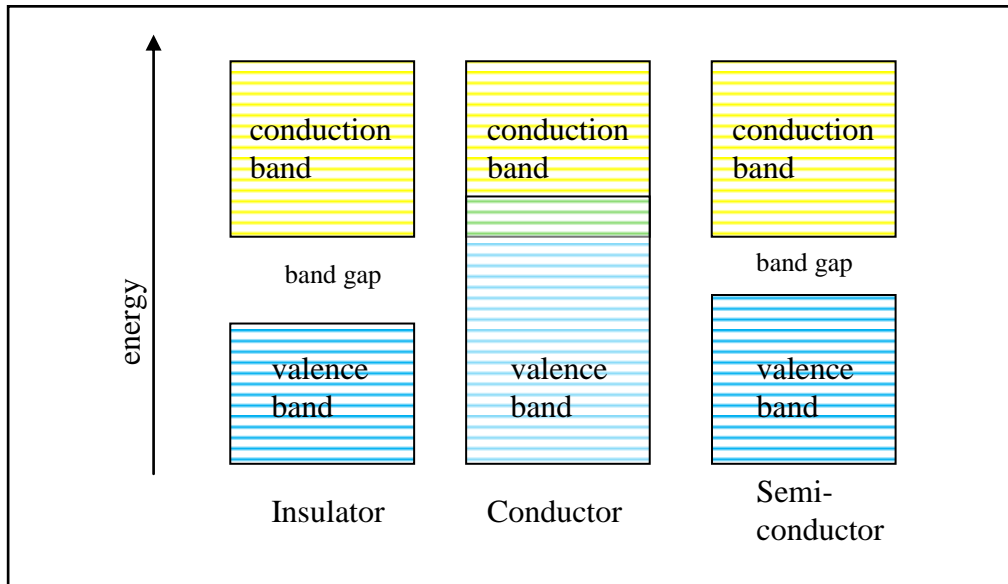 energy
conduction
band
band gap
valence
band
Insulator
conduction
band
valence
band
Conductor
conduction
band
band gap
valence
band
Semi-
conductor